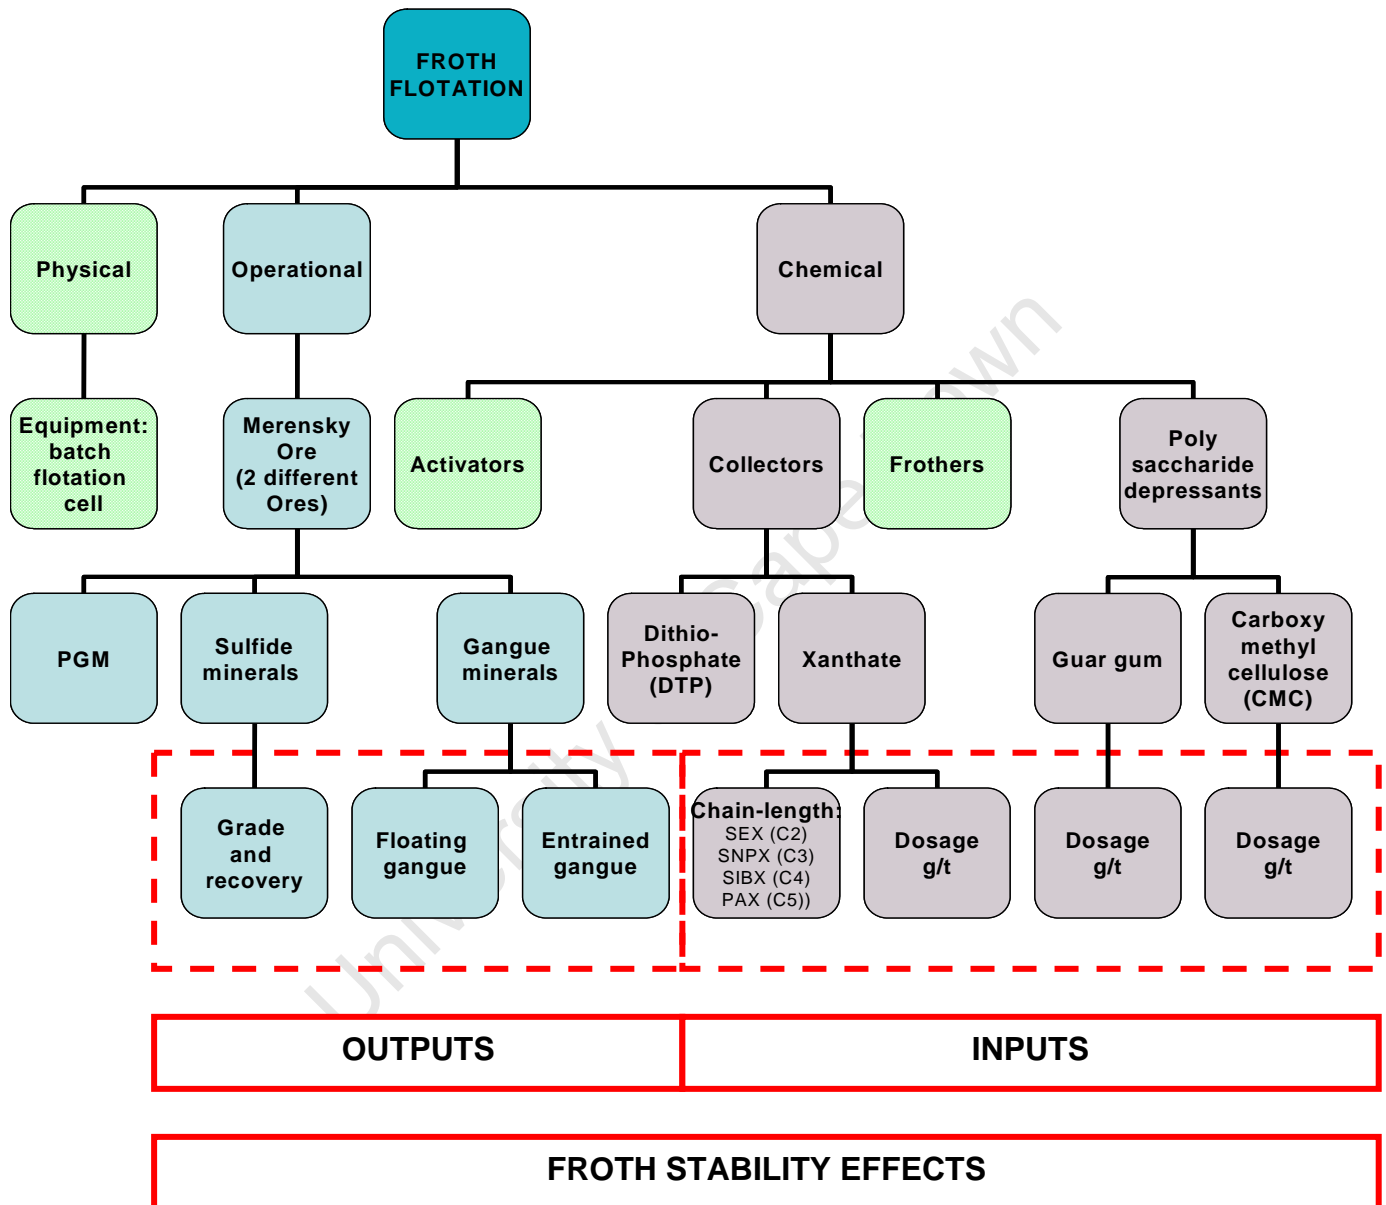 FROTH
FLOTATION
Physical
Operational
Chemical
Equipment:
batch
flotation
cell
Merensky
Ore
(2 different
Ores)
Activators
Collectors
Frothers
Poly
saccharide
depressants
PGM
Sulfide
minerals
Gangue
minerals
Dithio-
Phosphate
(DTP)
Xanthate
Guar gum
Carboxy
methyl
cellulose
(CMC)
Grade
and
recovery
Floating
gangue
Entrained
gangue
Chain-length:
SEX (C2)
SNPX (C3)
SIBX (C4)
PAX (C5))
Dosage
g/t
Dosage
g/t
Dosage
g/t
OUTPUTS
INPUTS
FROTH STABILITY EFFECTS
University Cape